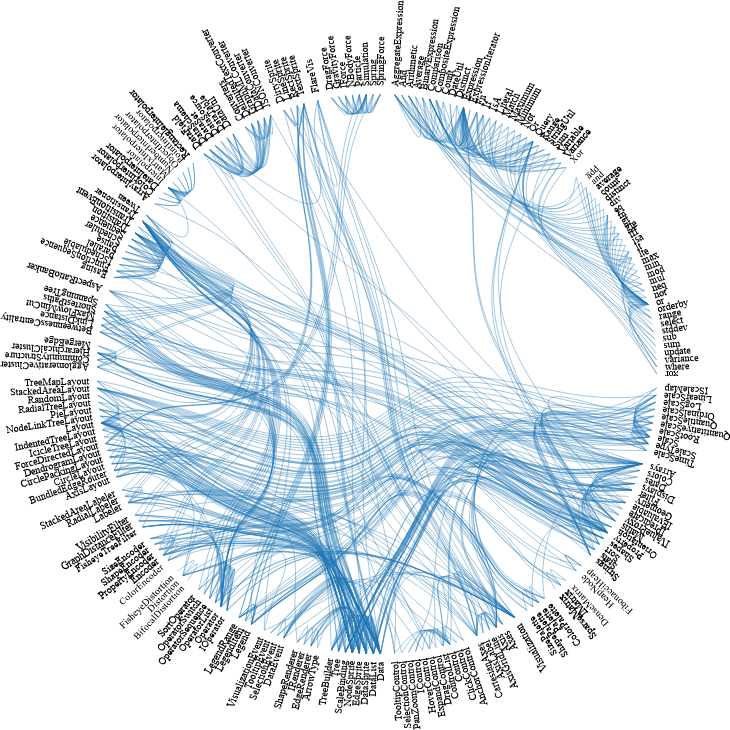 AggregateExpression
And
Arithmetic
Average
BinaryExpression
Comparison
CompositeExpression
Count
DateUtil
Distinct
Expression
ExpressionIterator
Fn
If
IsA
Literal
Match
Maximum
Minimum
Not
Or
Query
Range
StringUtil
Sum
Variable
Variance
Xor
add
and
average
count
distinct
div
eq
max
min
mod
mul
neq
not
or
orderby
range
select
stddev
sub
sum
update
variance
where
xor
IScaleMap
LinearScale
LogScale
OrdinalScale
QuantileScale
QuantitativeScale
RootScale
Scale
ScaleType
TimeScale
Arrays
Colors
Dates
Displays
Filter
Geometry
IEvaluable
IPredicate
IValueProxy
Maths
Orientation
Property
Shapes
Sort
Stats
Strings
FibonacciHeap
HeapNode
DenseMatrix
IMatrix
SparseMatrix
ColorPalette
Palette
ShapePalette
SizePalette
Visualization
Axes
Axis
AxisGridLine
AxisLabel
CartesianAxes
AnchorControl
ClickControl
Control
ControlList
DragControl
ExpandControl
HoverControl
IControl
PanZoomControl
SelectionControl
TooltipControl
Data
DataList
DataSprite
EdgeSprite
NodeSprite
ScaleBinding
Tree
TreeBuilder
ArrowType
EdgeRenderer
IRenderer
ShapeRenderer
DataEvent
SelectionEvent
TooltipEvent
VisualizationEvent
Legend
LegendItem
LegendRange
IOperator
Operator
OperatorList
OperatorSequence
OperatorSwitch
SortOperator
BifocalDistortion
Distortion
FisheyeDistortion
ColorEncoder
Encoder
PropertyEncoder
ShapeEncoder
SizeEncoder
FisheyeTreeFilter
GraphDistanceFilter
VisibilityFilter
Labeler
RadialLabeler
StackedAreaLabeler
AxisLayout
BundledEdgeRouter
CircleLayout
CirclePackingLayout
DendrogramLayout
ForceDirectedLayout
IcicleTreeLayout
IndentedTreeLayout
Layout
NodeLinkTreeLayout
PieLayout
RadialTreeLayout
RandomLayout
StackedAreaLayout
TreeMapLayout
AgglomerativeCluster
CommunityStructure
HierarchicalCluster
MergeEdge
BetweennessCentrality
LinkDistance
MaxFlowMinCut
ShortestPaths
SpanningTree
AspectRatioBanker
Easing
FunctionSequence
ISchedulable
Parallel
Pause
Scheduler
Sequence
Transition
TransitionEvent
Transitioner
Tween
ArrayInterpolator
ColorInterpolator
DateInterpolator
Interpolator
MatrixInterpolator
NumberInterpolator
ObjectInterpolator
PointInterpolator
RectangleInterpolator
DataField
DataSchema
DataSet
DataSource
DataTable
DataUtil
Converters
DelimitedTextConverter
GraphMLConverter
IDataConverter
JSONConverter
DirtySprite
LineSprite
RectSprite
TextSprite
FlareVis
DragForce
GravityForce
IForce
NBodyForce
Particle
Simulation
Spring
SpringForce